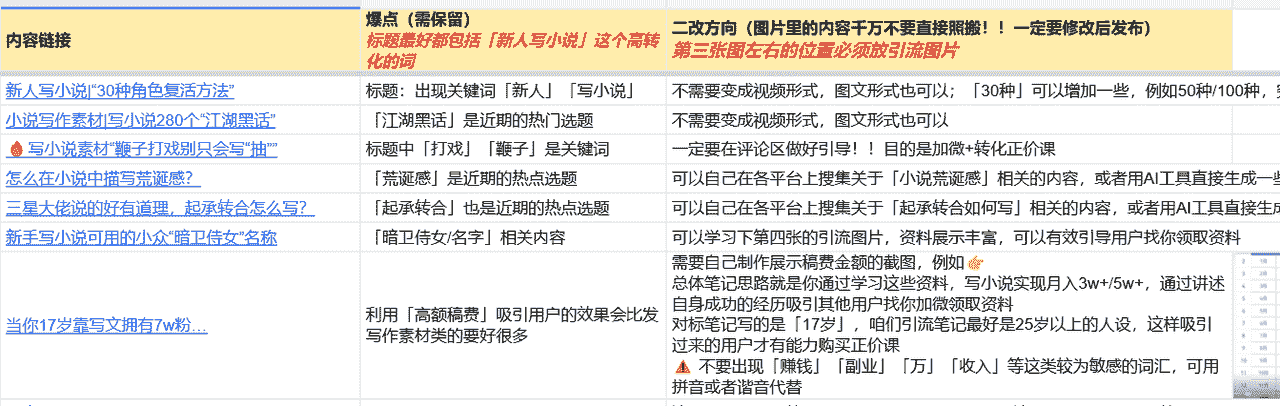 内容链接
爆点（需保留）
标题最好都包括「新人写小说」这个高转
化的词
二改方向（图片里的内容千万不要直接照搬！！一定要修改后发布）
第三张图左右的位置必须放引流图片
新人写小说|“30种角色复活方法”
标题：出现关键词「新人」「写小说」
不需要变成视频形式，图文形式也可以；「30种」可以增加一些，例如50种/100种，
小说写作素材|写小说280个“江湖黑话”
「江湖黑话」是近期的热门选题
不需要变成视频形式，图文形式也可以
🔥写小说素材“鞭子打戏别只会写“抽””
标题中「打戏」「鞭子」是关键词
一定要在评论区做好引导！！目的是加微+转化正价课
怎么在小说中描写荒诞感？
「荒诞感」是近期的热点选题
可以自己在各平台上搜集关于「小说荒诞感」相关的内容，或者用AI工具直接生成一些
三星大佬说的好有道理，起承转合怎么写？
「起承转合」也是近期的热点选题
可以自己在各平台上搜集关于「起承转合如何写」相关的内容，或者用AI工具直接生成
新手写小说可用的小众“暗卫侍女”名称
「暗卫侍女/名字」相关内容
可以学习下第四张的引流图片，资料展示丰富，可以有效引导用户找你领取资料
当你17岁靠写文拥有7w粉…
利用「高额稿费」吸引用户的效果会比发
写作素材类的要好很多
需要自己制作展示稿费金额的截图，例如👉
总体笔记思路就是你通过学习这些资料，写小说实现月入3w+/5w+，通过讲述
自身成功的经历吸引其他用户找你加微领取资料
对标笔记写的是「17岁」，咱们引流笔记最好是25岁以上的人设，这样吸引
过来的用户才有能力购买正价课
⚠️ 不要出现「赚钱」「副业」「万」「收入」等这类较为敏感的词汇，可用
拼音或者谐音代替